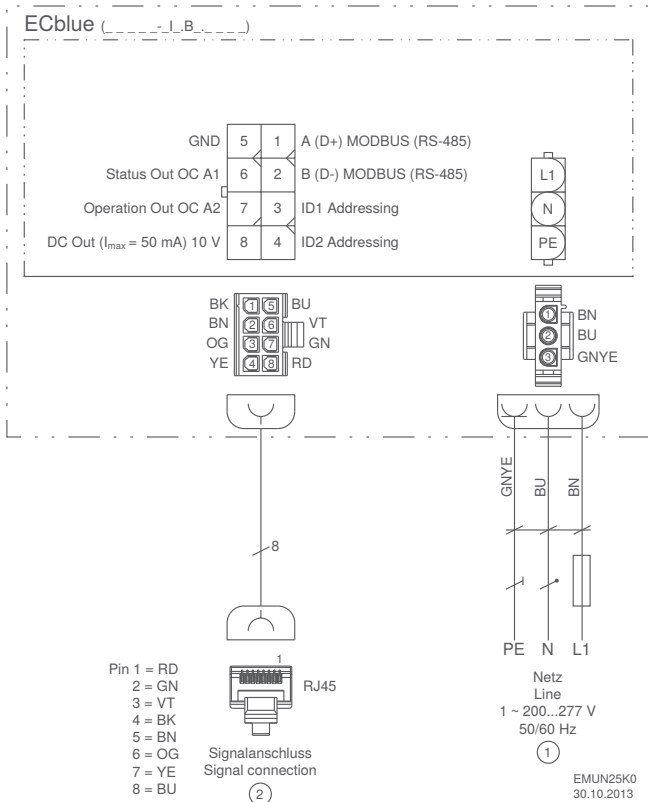 ECblue (_ _ _ _ _-_I_.B_._ _ _ _)
GND 5 1 A (D+) MODBUS (RS-485)
Status Out OC A1 6 2 B (D-) MODBUS (RS-485)
Operation Out OC A2 7 3 ID1 Addressing
DC Out (Imax = 50 mA) 10 V 8 4 ID2 Addressing
L1
N
PE
BK 1 5 BU
BN 2 6 VT
OG 3 7 GN
YE 4 8 RD
1 BN
2 BU
3 GNYE
GNYE BU BN
8
PE N L1
Netz
Line
1 ~ 200...277 V
50/60 Hz
1
1
RJ45
Pin 1 = RD
2 = GN
3 = VT
4 = BK
5 = BN
6 = OG
7 = YE
8 = BU
Signalanschluss
Signal connection
2
EMUN25K0
30.10.2013